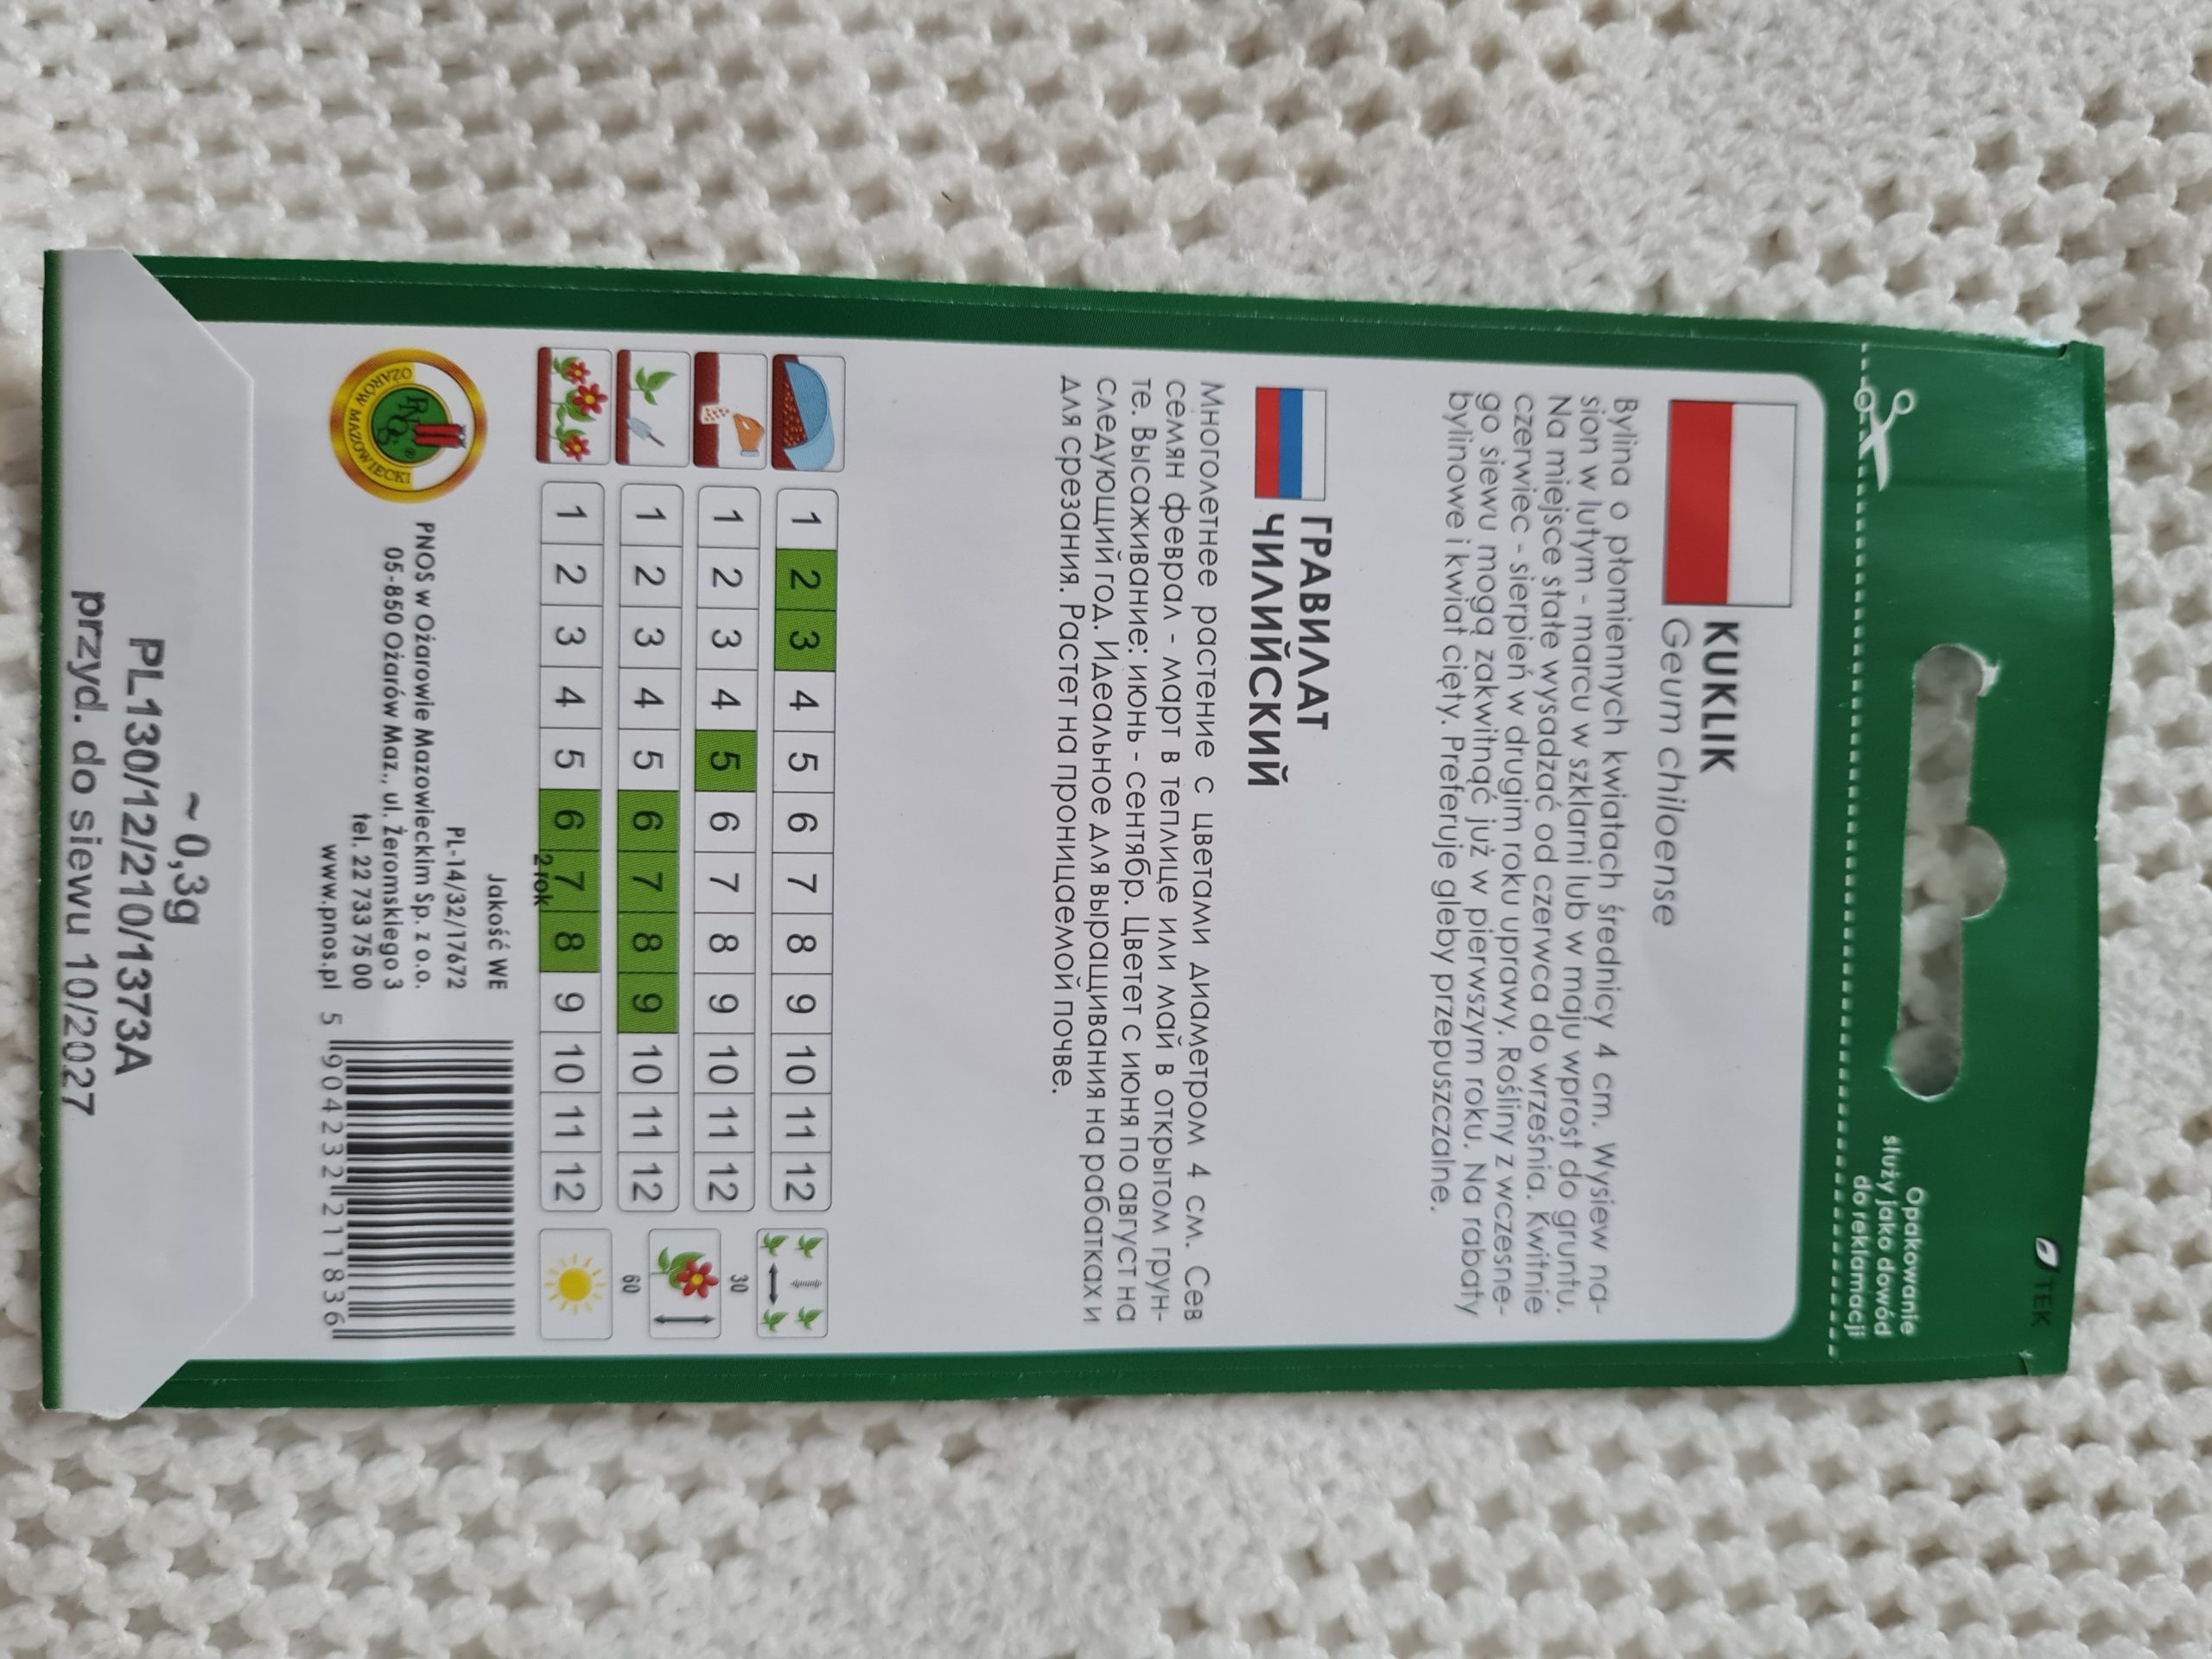 TEK
Opakowanie
służy jako dowód
do reklamacji
KUKLIK
Geum chiloense
Bylina o płomiennych kwiatach średnicy 4 cm. Wysiew na-
sion w lutym - marcu w szklarni lub w maju wprost do gruntu.
Na miejsce stałe wysadzać od czerwca do września. Kwitnie
czerwiec - sierpień w drugim roku uprawy. Rośliny z wczesne-
go siewu mogą zakwitnąć już w pierwszym roku. Na rabaty
bylinowe i kwiat cięty. Preferuje gleby przepuszczalne.
ГРАВИЛАТ
ЧИЛИЙСКИЙ
Многолетнее растение с цветами диаметром 4 см. Сев
семян феврал - март в теплице или май в открытом грун-
те. Высаживание: июнь - сентябр. Цветет с июня по август на
следующий год. Идеальное для выращивания на рабатках и
для срезания. Растет на проницаемой почве.
1 2 3 4 5 6 7 8 9 10 11 12
1 2 3 4 5 6 7 8 9 10 11 12
30
1 2 3 4 5 6 7 8 9 10 11 12
60
1 2 3 4 5 6 7 8 9 10 11 12
2 rok
PNOS ®
OŻARÓW MAZOWIECKI
Jakość WE
PL-14/32/17672
PNOS w Ożarowie Mazowieckim Sp. z o.o.
05-850 Ożarów Maz., ul. Żeromskiego 3
tel. 22 733 75 00
www.pnos.pl
5 904232 211836
~ 0,3g
PL130/12/210/1373A
przyd. do siewu 10/2027